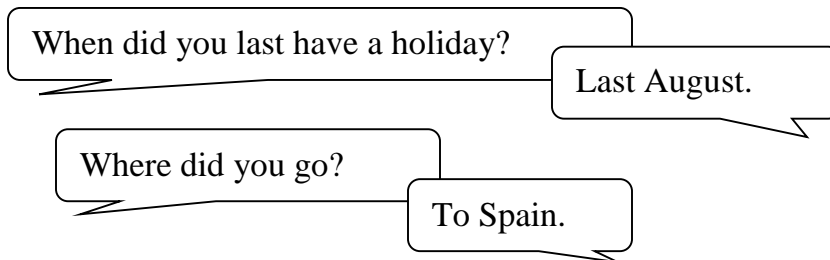 When did you last have a holiday?
Last August.
Where did you go?
To Spain.